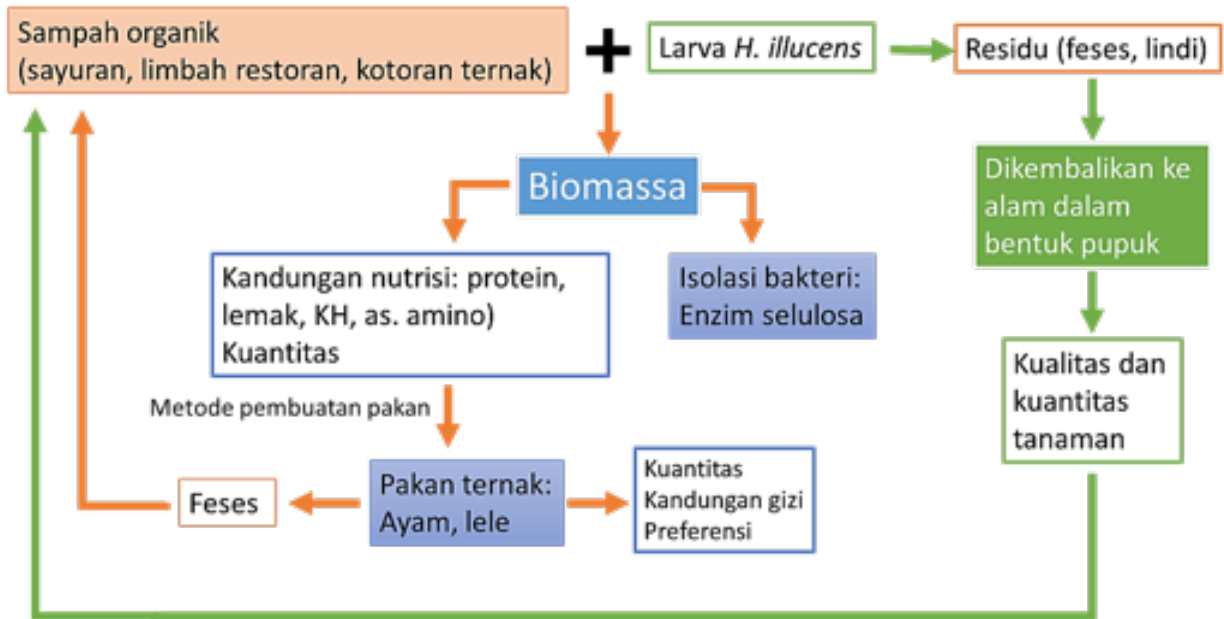 Sampah organik
(sayuran, limbah restoran, kotoran ternak)
+
Larva H. illucens
Residu (feses, lindi)
Biomassa
Dikembalikan ke
alam dalam
bentuk pupuk
Kandungan nutrisi: protein,
lemak, KH, as. amino)
Kuantitas
Isolasi bakteri:
Enzim selulosa
Kualitas dan
kuantitas
tanaman
Metode pembuatan pakan
Feses
Pakan ternak:
Ayam, lele
Kuantitas
Kandungan gizi
Preferensi